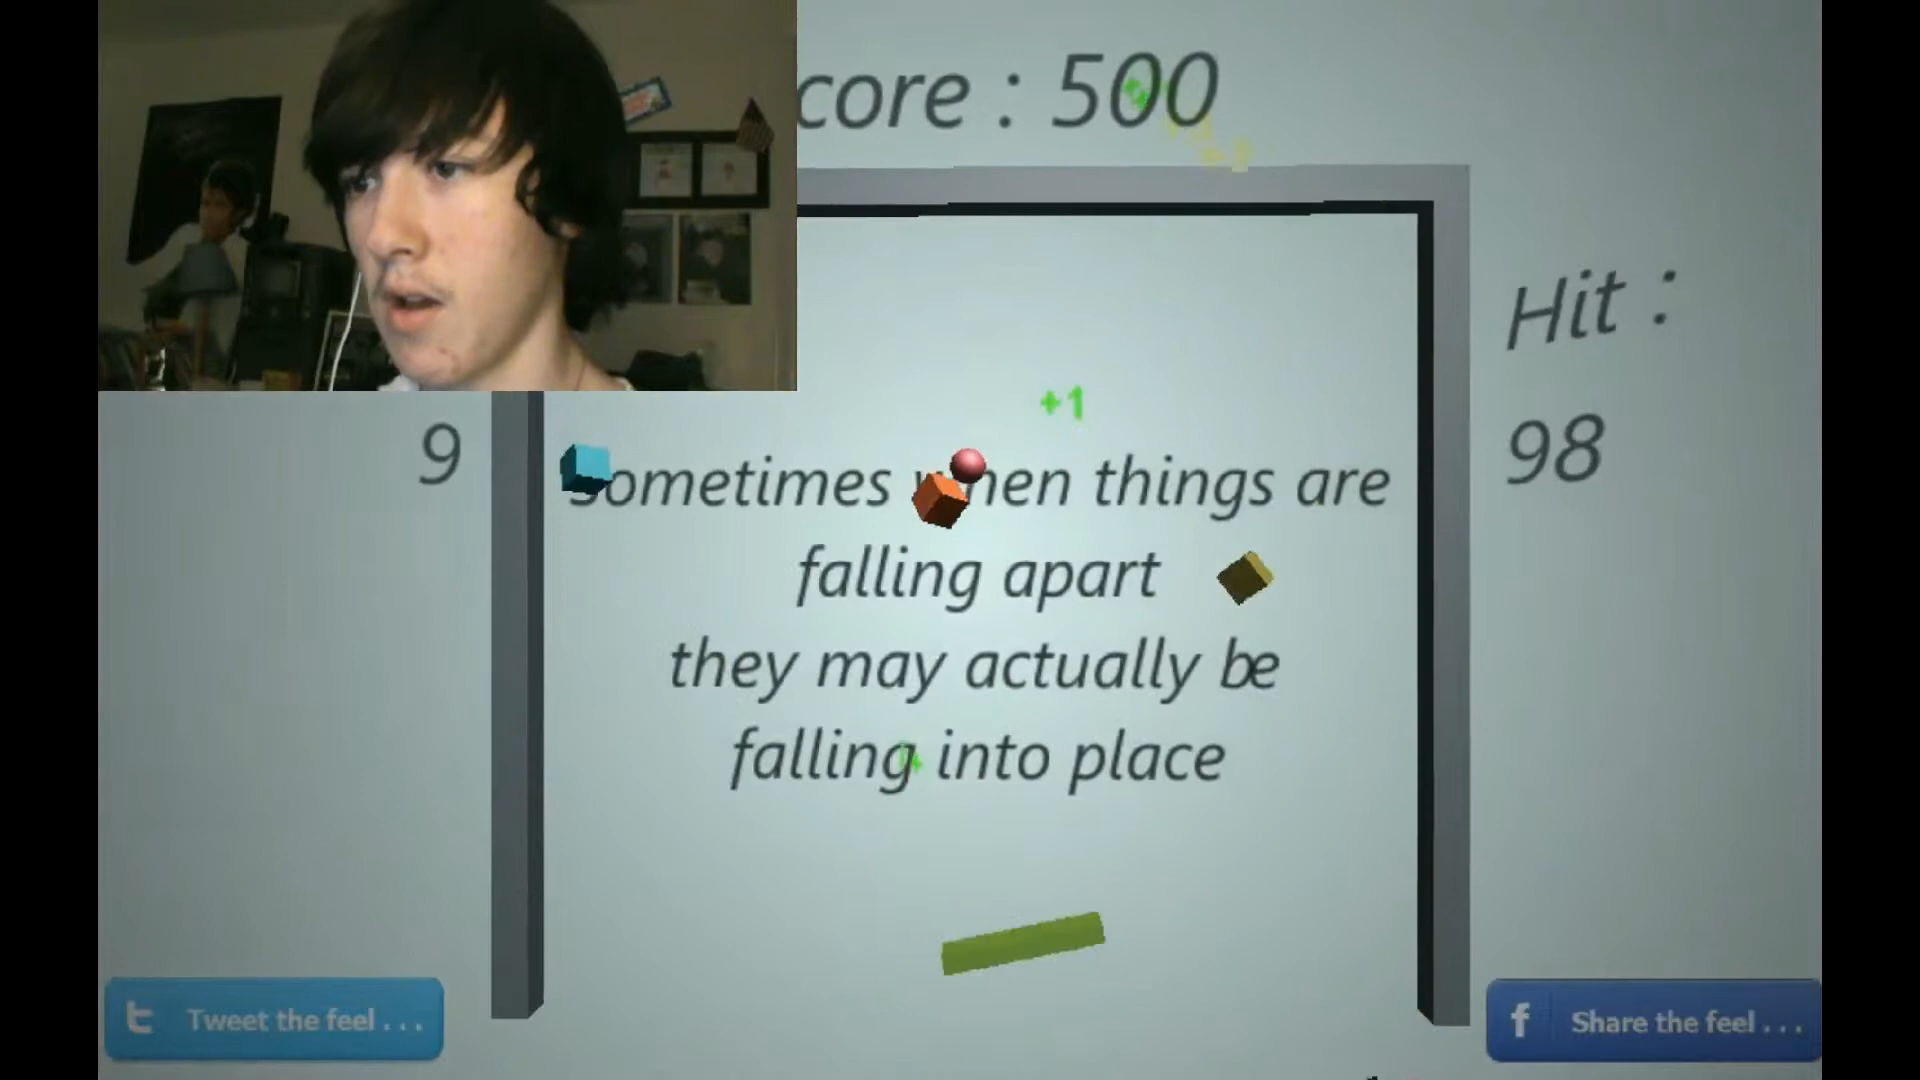 core : 500
Hit :
+1
9
98
Sometimes when things are
falling apart
they may actually be
falling into place
Tweet the feel . . .
f Share the feel . . .